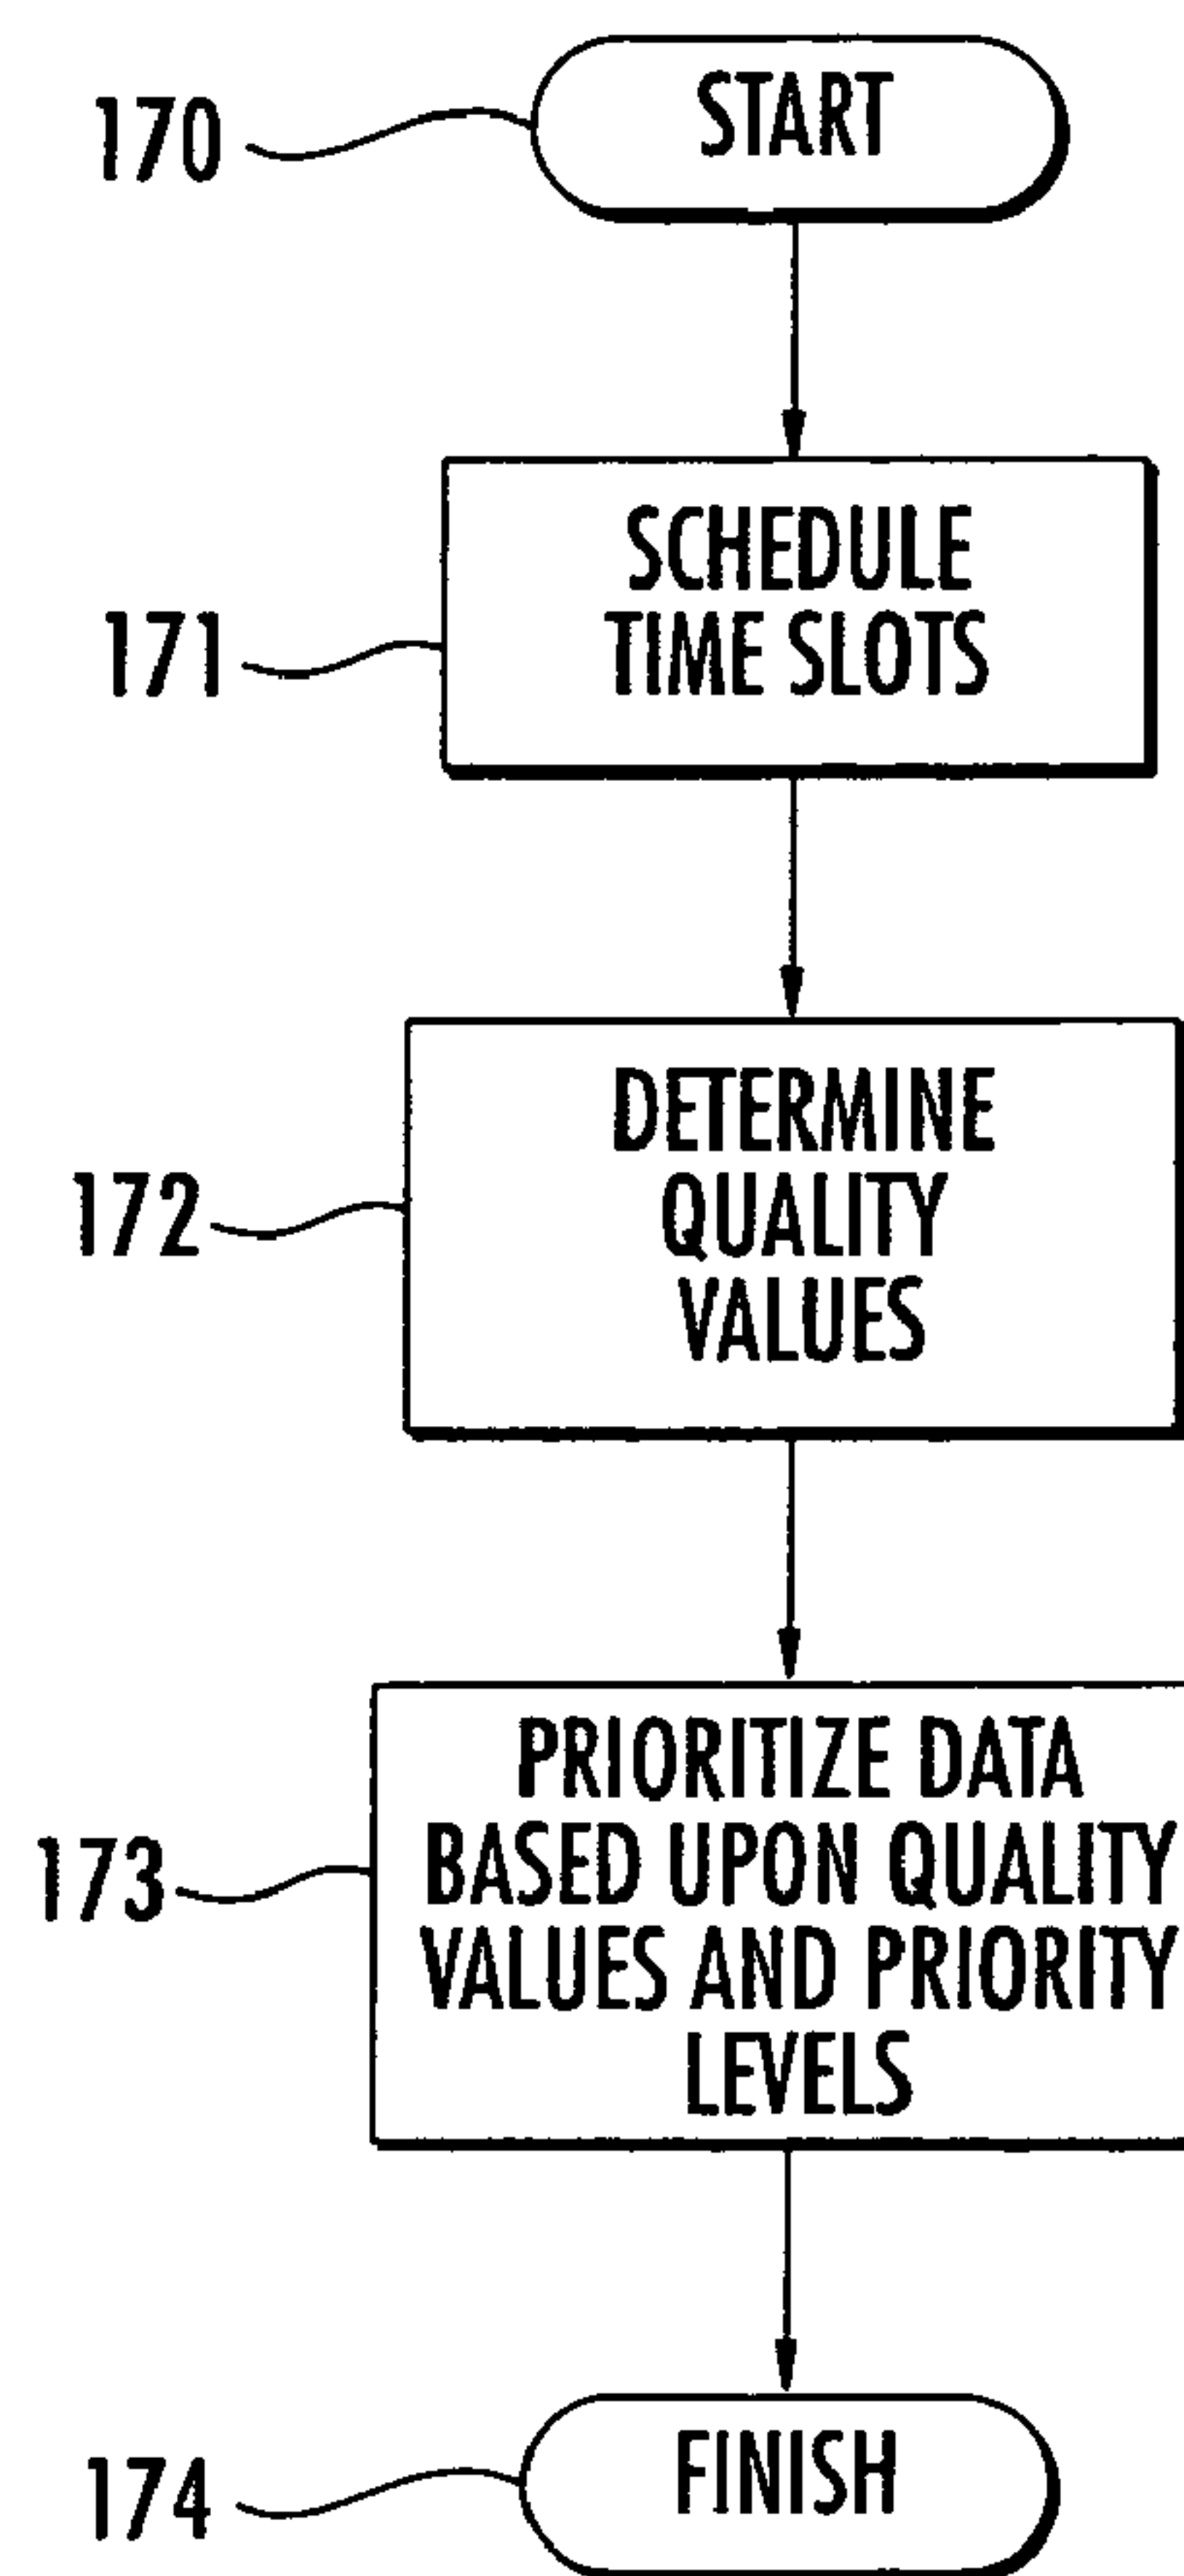 170
START
171
SCHEDULE
TIME SLOTS
172
DETERMINE
QUALITY
VALUES
173
PRIORITIZE DATA
BASED UPON QUALITY
VALUES AND PRIORITY
LEVELS
174
FINISH